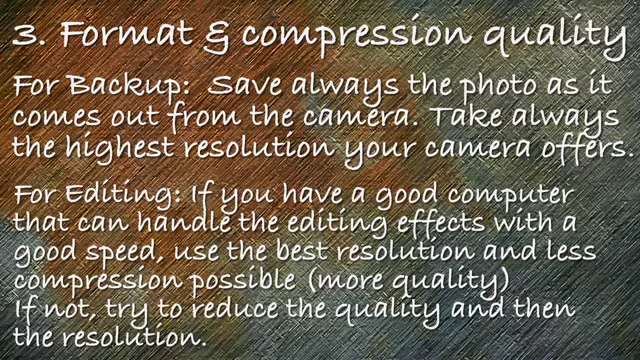 3. Format & compression quality
For Backup: Save always the photo as it
comes out from the camera. Take always
the highest resolution your camera offers.
For Editing: If you have a good computer
that can handle the editing effects with a
good speed, use the best resolution and less
compression possible (more quality)
If not, try to reduce the quality and then
the resolution.